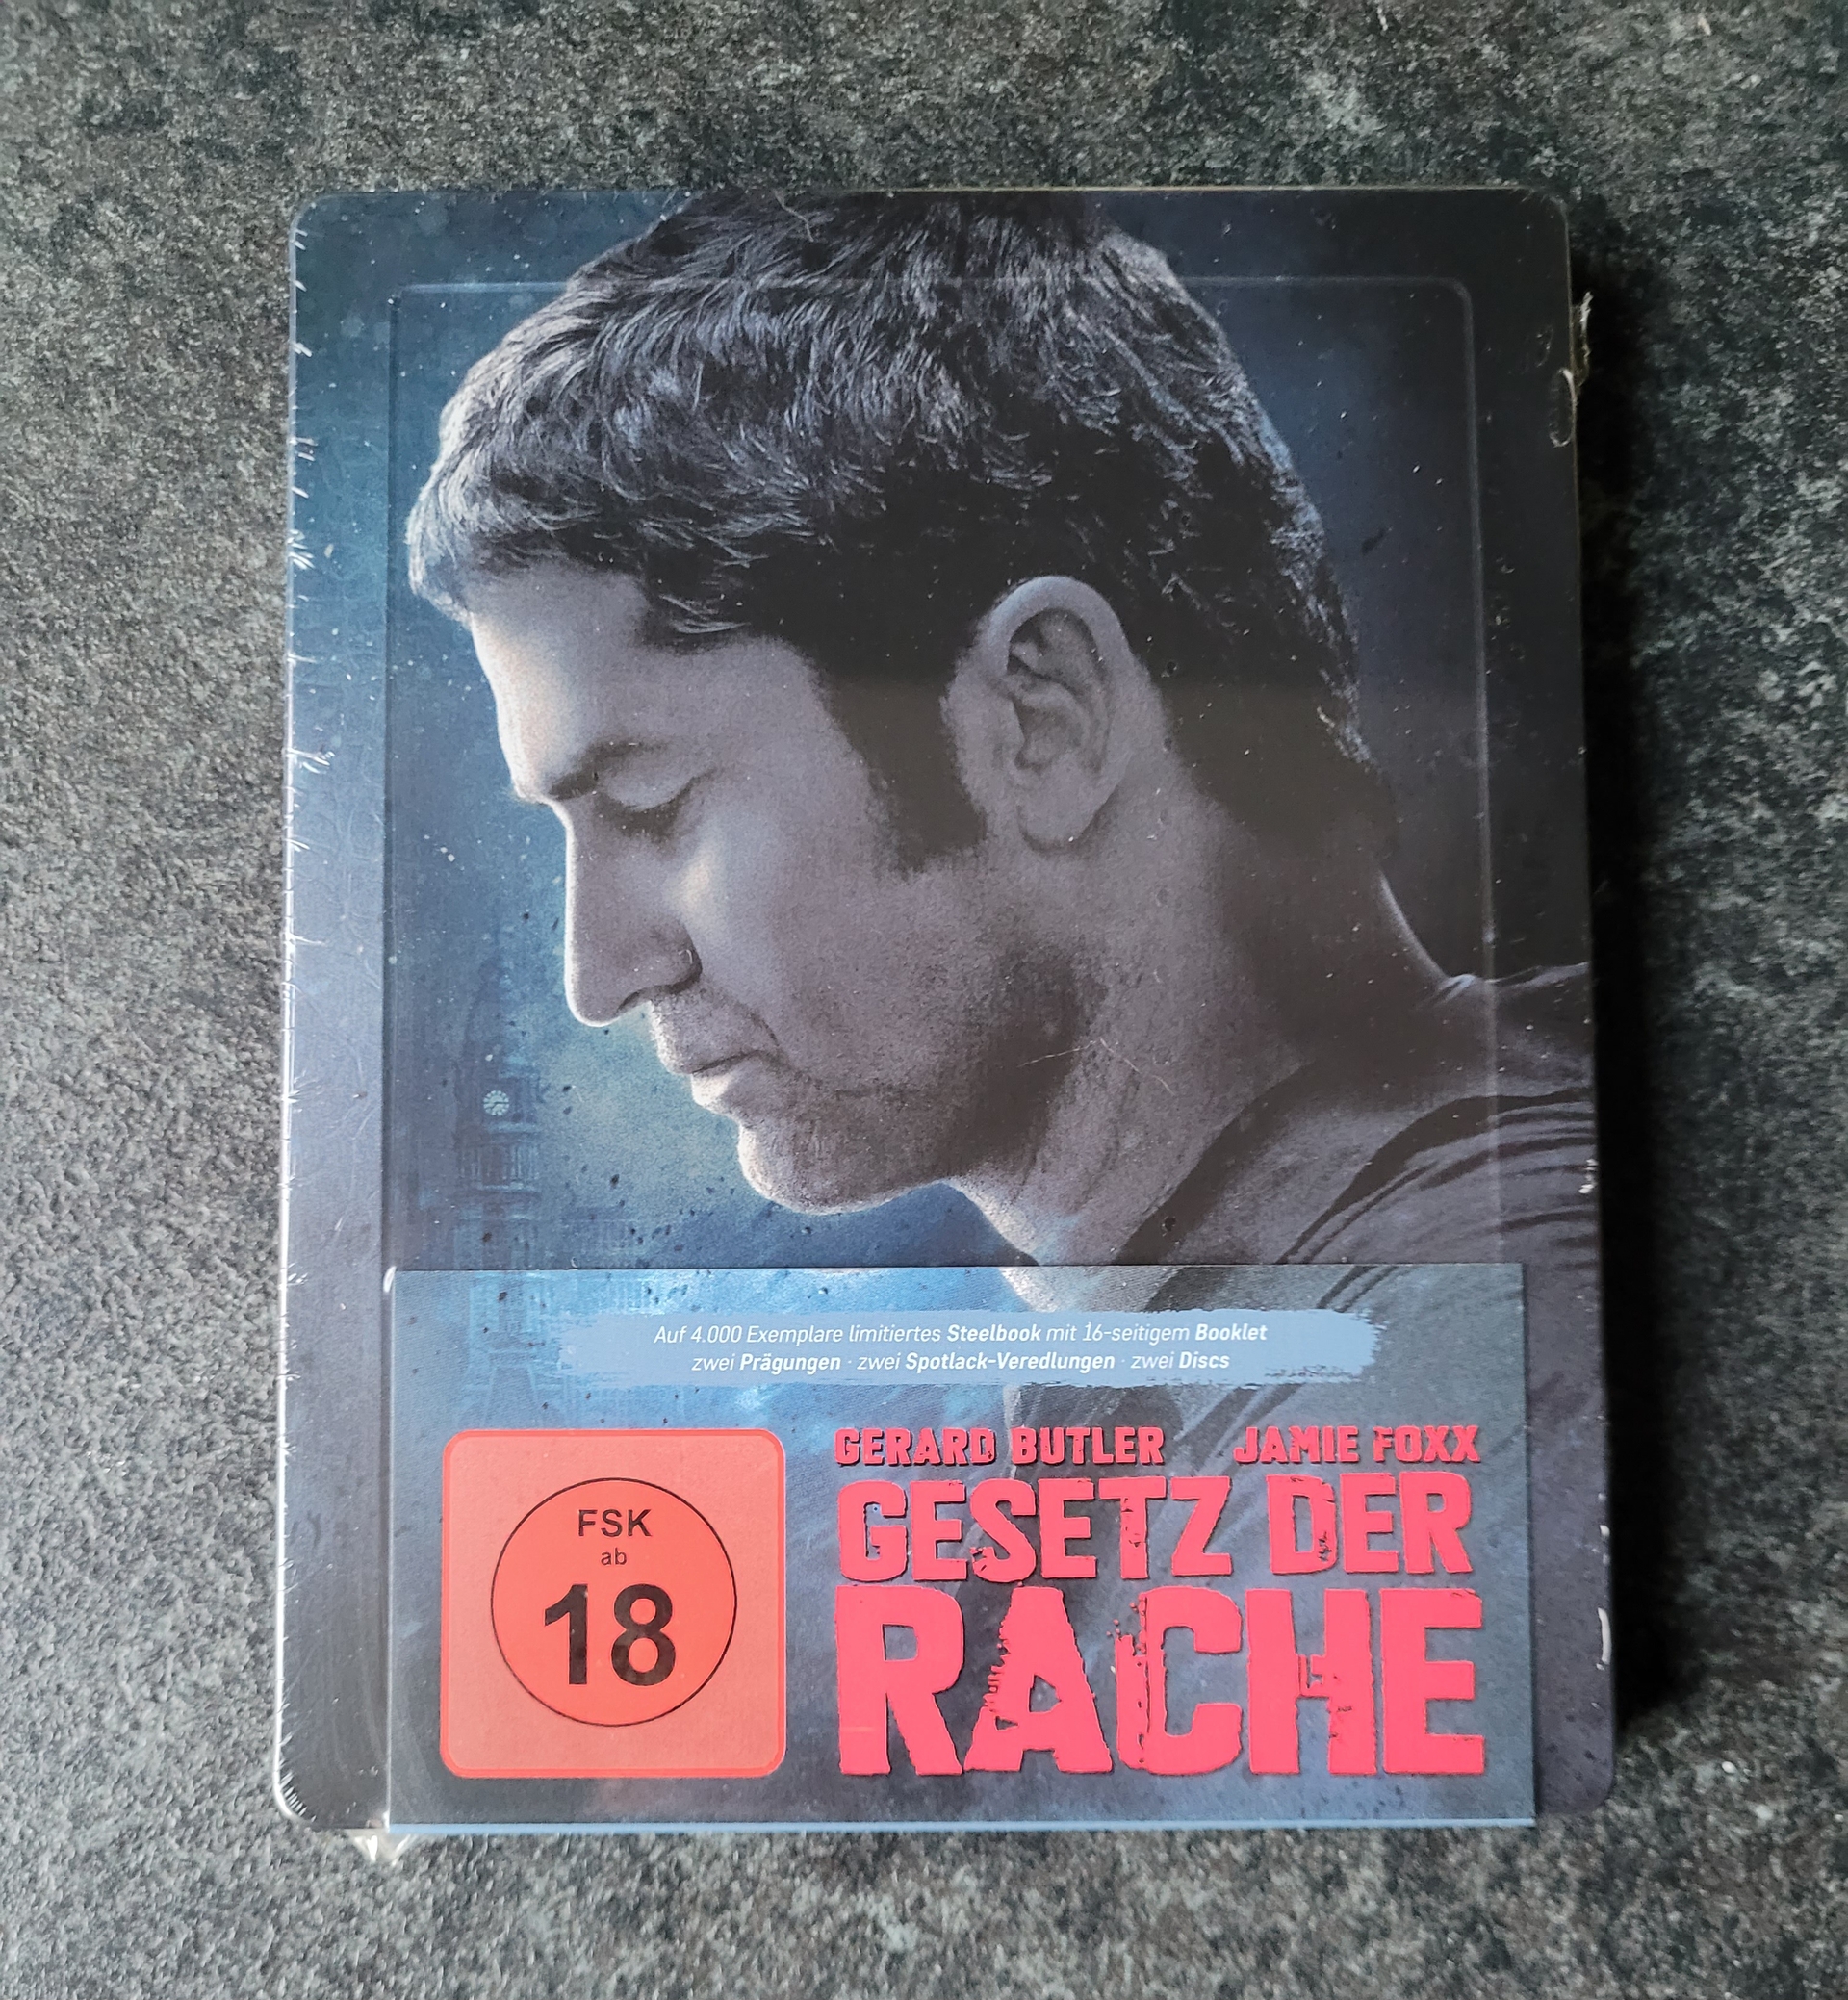 Auf 4.000 Exemplare limitiertes Steelbook mit 16-seitigem Booklet
zwei Prägungen · zwei Spotlack-Veredlungen · zwei Discs
FSK
ab
18
GERARD BUTLER JAMIE FOXX
GESETZ DER
RACHE